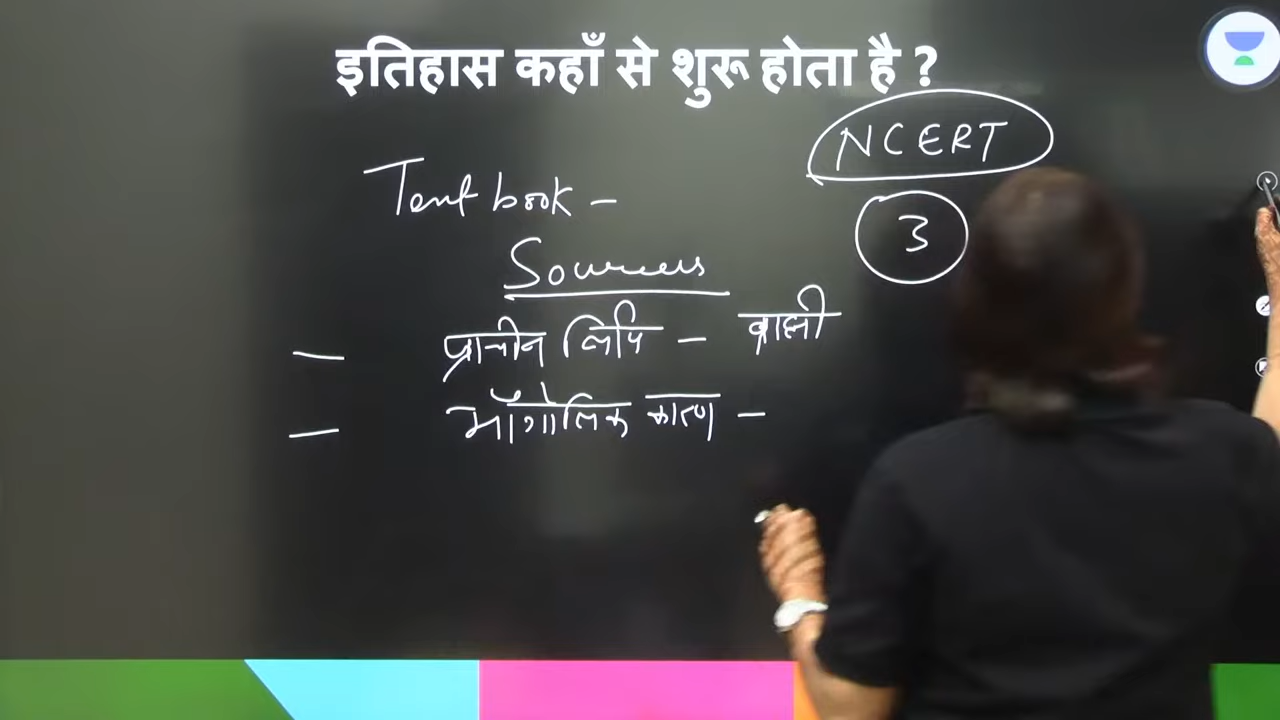 इतिहास कहाँ से शुरू होता है ?
NCERT
Text book -
3
Sources
— प्राचीन लिपि - ब्राह्मी
— भौगोलिक कारण -